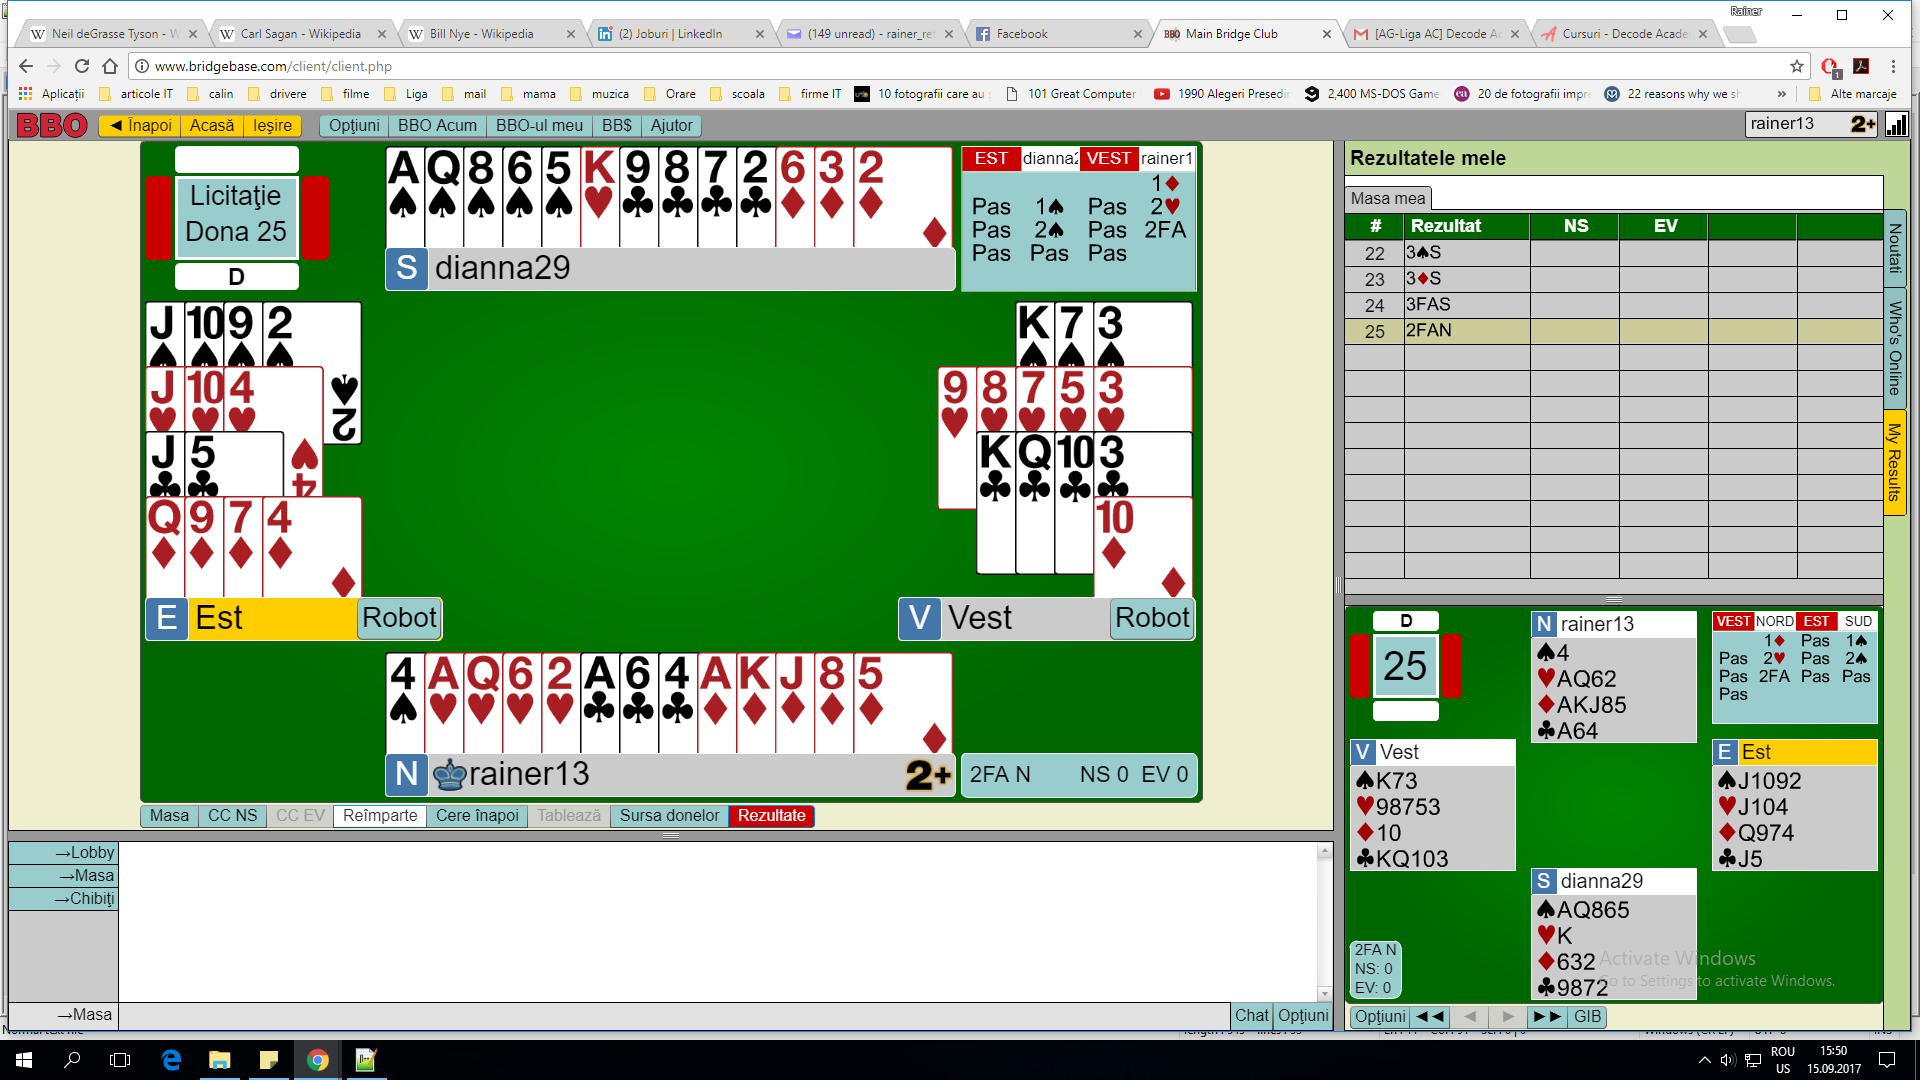 Rainer
Neil deGrasse Tyson - W
Carl Sagan - Wikipedia
Bill Nye - Wikipedia
(2) Joburi | LinkedIn
(149 unread) - rainer_ret
Facebook
Main Bridge Club
[AG-Liga AC] Decode Ac
Cursuri - Decode Acade
www.bridgebase.com/client/client.php
1
Aplicații
articole IT
calin
drivere
filme
Liga
mail
mama
muzica
Orare
scoala
firme IT
10 fotografii care au
101 Great Computer
1990 Alegeri Presedin
2,400 MS-DOS Game
20 de fotografii impre
22 reasons why we sh
»
Alte marcaje
BBO
◄ Înapoi
Acasă
Ieşire
Opţiuni
BBO Acum
BBO-ul meu
BB$
Ajutor
rainer13 2+
Licitaţie
Dona 25
D
A♠ Q♠ 8♠ 6♠ 5♠ K♥ 9♣ 8♣ 7♣ 2♣ 6♦ 3♦ 2♦
S dianna29
EST dianna2 VEST rainer1
1♦
Pas 1♠ Pas 2♥
Pas 2♠ Pas 2FA
Pas Pas Pas
J♠ 10♠ 9♠ 2♠
J♥ 10♥ 4♥
J♣ 5♣
Q♦ 9♦ 7♦ 4♦
E Est Robot
K♠ 7♠ 3♠
9♥ 8♥ 7♥ 5♥ 3♥
K♣ Q♣ 10♣ 3♣
10♦
V Vest Robot
4♠ A♥ Q♥ 6♥ 2♥ A♣ 6♣ 4♣ A♦ K♦ J♦ 8♦ 5♦
N rainer13 2+
2FA N NS 0 EV 0
Masa
CC NS
CC EV
Reîmparte
Cere înapoi
Tablează
Sursa donelor
Rezultate
→Lobby
→Masa
→Chibiţi
→Masa
Chat
Opţiuni
Rezultatele mele
Masa mea
# Rezultat NS EV
22 3♠S
23 3♦S
24 3FAS
25 2FAN
Noutati
Who's Online
My Results
D
25
N rainer13
♠4
♥AQ62
♦AKJ85
♣A64
VEST NORD EST SUD
1♦ Pas 1♠
Pas 2♥ Pas 2♠
Pas 2FA Pas Pas
Pas
V Vest
♠K73
♥98753
♦10
♣KQ103
E Est
♠J1092
♥J104
♦Q974
♣J5
S dianna29
♠AQ865
♥K
♦632
♣9872
2FA N
NS: 0
EV: 0
Activate Windows
Go to Settings to activate Windows.
Opţiuni
GIB
ROU
US
15:50
15.09.2017